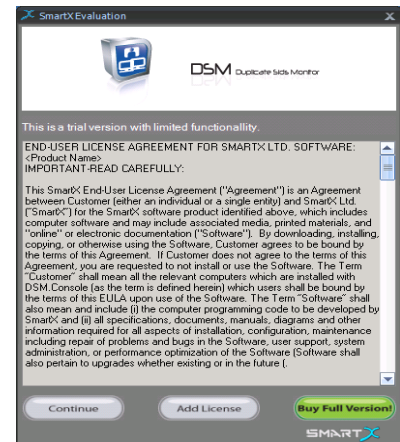 SmartX Evaluation
DSM Duplicate Sids Monitor
This is a trial version with limited functionallity.
END-USER LICENSE AGREEMENT FOR SMARTX LTD. SOFTWARE:
<Product Name>
IMPORTANT-READ CAREFULLY:
This SmartX End-User License Agreement ("Agreement") is an Agreement
between Customer (either an individual or a single entity) and SmartX Ltd.
("SmartX") for the SmartX software product identified above, which includes
computer software and may include associated media, printed materials, and
"online" or electronic documentation ("Software"). By downloading, installing,
copying, or otherwise using the Software, Customer agrees to be bound by
the terms of this Agreement. If Customer does not agree to the terms of this
Agreement, you are requested to not install or use the Software. The Term
"Customer" shall mean all the relevant computers which are installed with
DSM.Console (as the term is defined herein) which users shall be bound by
the terms of this EULA upon use of the Software. The Term "Software" shall
also mean and include (i) the computer programming code to be developed by
SmartX and (ii) all specifications, documents, manuals, diagrams and other
information required for all aspects of installation, configuration, maintenance
including repair of problems and bugs in the Software, user support, system
administration, or performance optimization of the Software (Software shall
also pertain to upgrades whether existing or in the future (.
Continue
Add License
Buy Full Version!
SMARTX